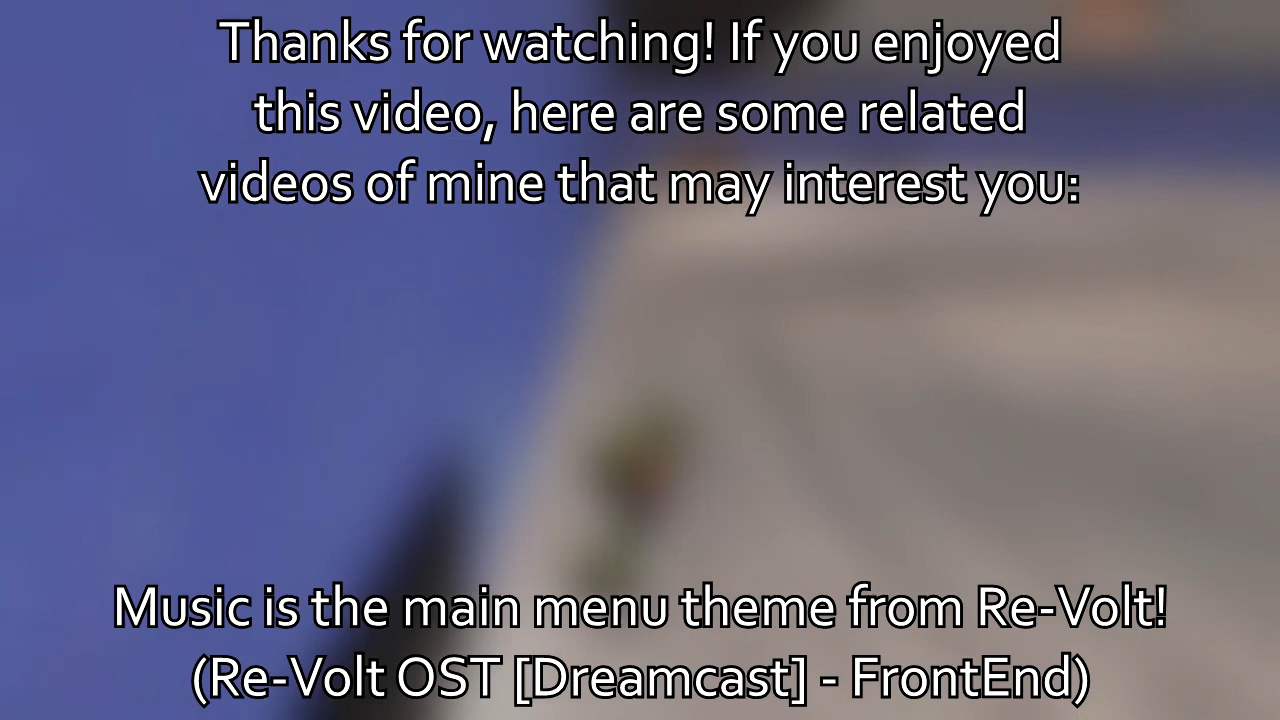 Thanks for watching! If you enjoyed
this video, here are some related
videos of mine that may interest you:
Music is the main menu theme from Re-Volt!
(Re-Volt OST [Dreamcast] - FrontEnd)